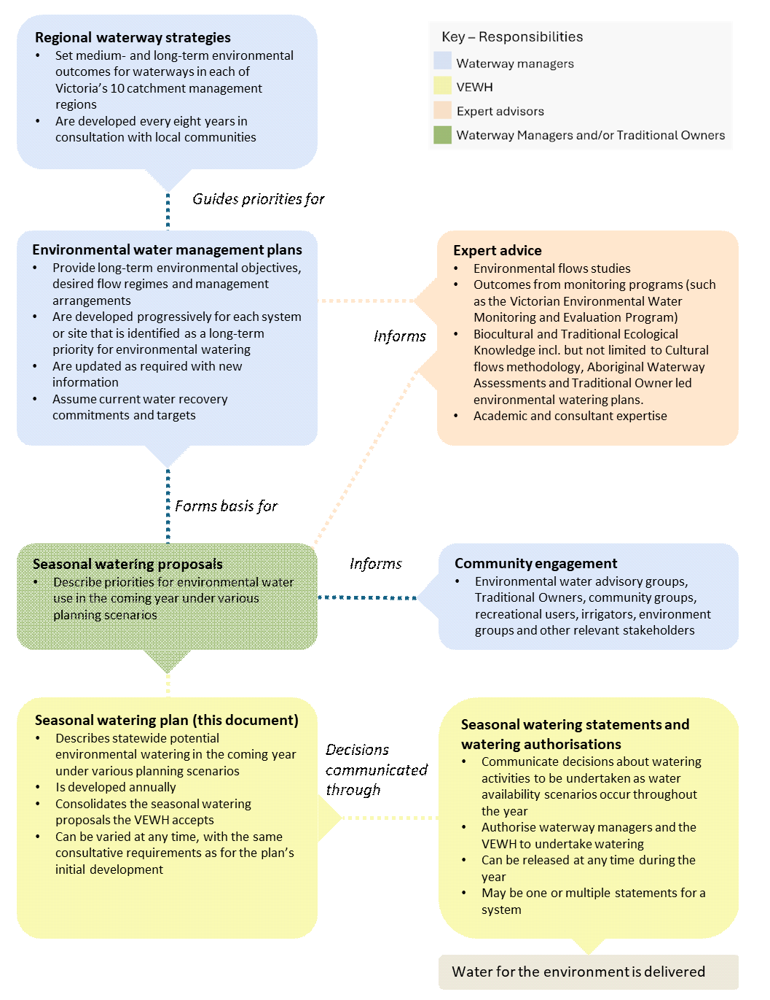 Regional waterway strategies
• Set medium- and long-term environmental
outcomes for waterways in each of
Victoria's 10 catchment management
regions
• Are developed every eight years in
consultation with local communities
Key – Responsibilities
Waterway managers
VEWH
Expert advisors
Waterway Managers and/or Traditional Owners
Guides priorities for
Environmental water management plans
• Provide long-term environmental objectives,
desired flow regimes and management
arrangements
• Are developed progressively for each system
or site that is identified as a long-term
priority for environmental watering
• Are updated as required with new
information
• Assume current water recovery
commitments and targets
Informs
Expert advice
• Environmental flows studies
• Outcomes from monitoring programs (such
as the Victorian Environmental Water
Monitoring and Evaluation Program)
• Biocultural and Traditional Ecological
Knowledge incl. but not limited to Cultural
flows methodology, Aboriginal Waterway
Assessments and Traditional Owner led
environmental watering plans.
• Academic and consultant expertise
Forms basis for
Seasonal watering proposals
• Describe priorities for environmental water
use in the coming year under various
planning scenarios
Informs
Community engagement
• Environmental water advisory groups,
Traditional Owners, community groups,
recreational users, irrigators, environment
groups and other relevant stakeholders
Seasonal watering plan (this document)
• Describes statewide potential
environmental watering in the coming year
under various planning scenarios
• Is developed annually
• Consolidates the seasonal watering
proposals the VEWH accepts
• Can be varied at any time, with the same
consultative requirements as for the plan's
initial development
Decisions
communicated
through
Seasonal watering statements and
watering authorisations
• Communicate decisions about watering
activities to be undertaken as water
availability scenarios occur throughout
the year
• Authorise waterway managers and the
VEWH to undertake watering
• Can be released at any time during the
year
• May be one or multiple statements for a
system
Water for the environment is delivered